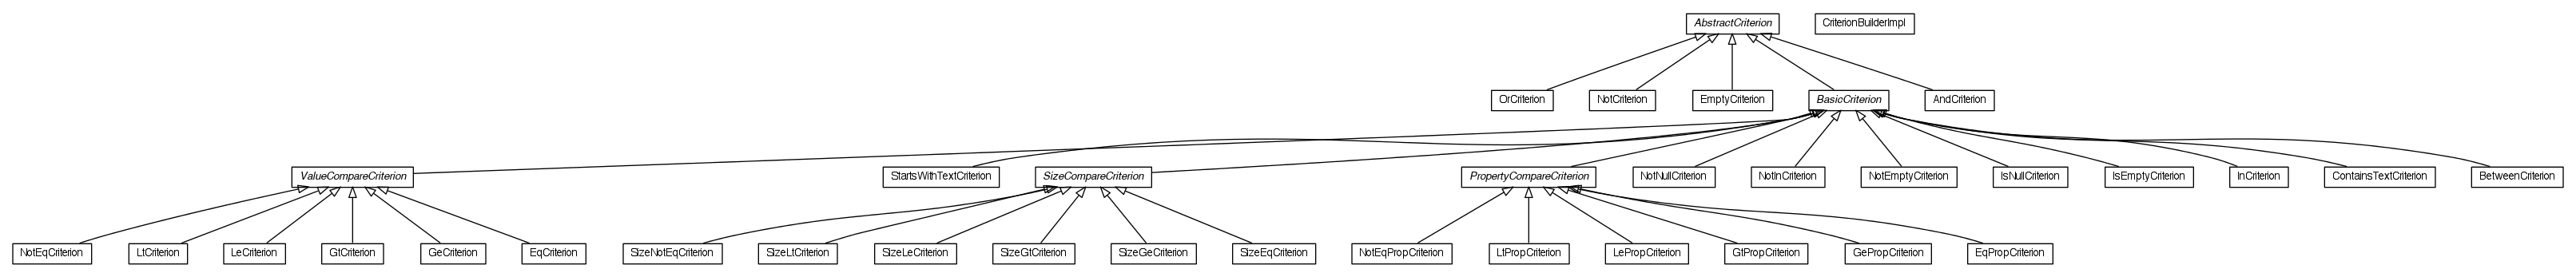 AbstractCriterion
CriterionBuilderImpl
OrCriterion
NotCriterion
EmptyCriterion
BasicCriterion
AndCriterion
ValueCompareCriterion
StartsWithTextCriterion
SizeCompareCriterion
PropertyCompareCriterion
NotNullCriterion
NotInCriterion
NotEmptyCriterion
IsNullCriterion
IsEmptyCriterion
InCriterion
ContainsTextCriterion
BetweenCriterion
NotEqCriterion
LtCriterion
LeCriterion
GtCriterion
GeCriterion
EqCriterion
SizeNotEqCriterion
SizeLtCriterion
SizeLeCriterion
SizeGtCriterion
SizeGeCriterion
SizeEqCriterion
NotEqPropCriterion
LtPropCriterion
LePropCriterion
GtPropCriterion
GePropCriterion
EqPropCriterion